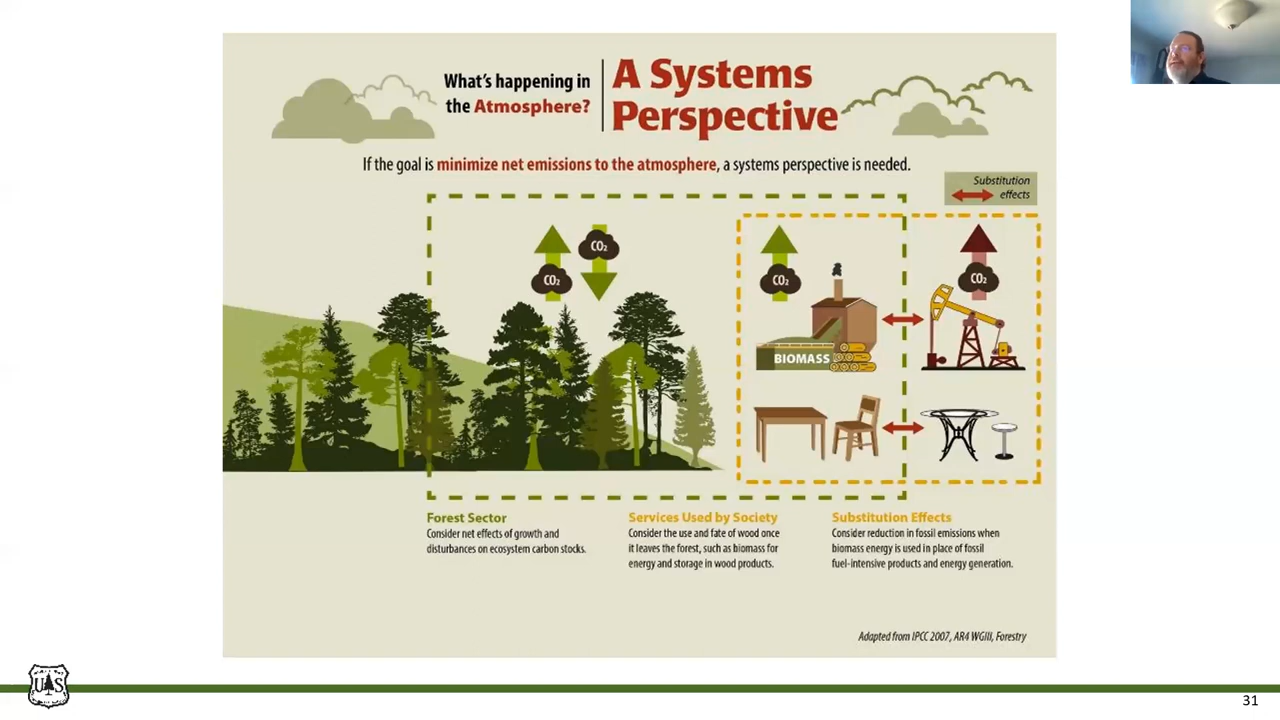 What's happening in
the Atmosphere?
A Systems
Perspective
If the goal is minimize net emissions to the atmosphere, a systems perspective is needed.
Substitution
effects
CO2
CO2
CO2
CO2
BIOMASS
Forest Sector
Consider net effects of growth and
disturbances on ecosystem carbon stocks.
Services Used by Society
Consider the use and fate of wood once
it leaves the forest, such as biomass for
energy and storage in wood products.
Substitution Effects
Consider reduction in fossil emissions when
biomass energy is used in place of fossil
fuel-intensive products and energy generation.
Adapted from IPCC 2007, AR4 WGIII, Forestry
U S
31